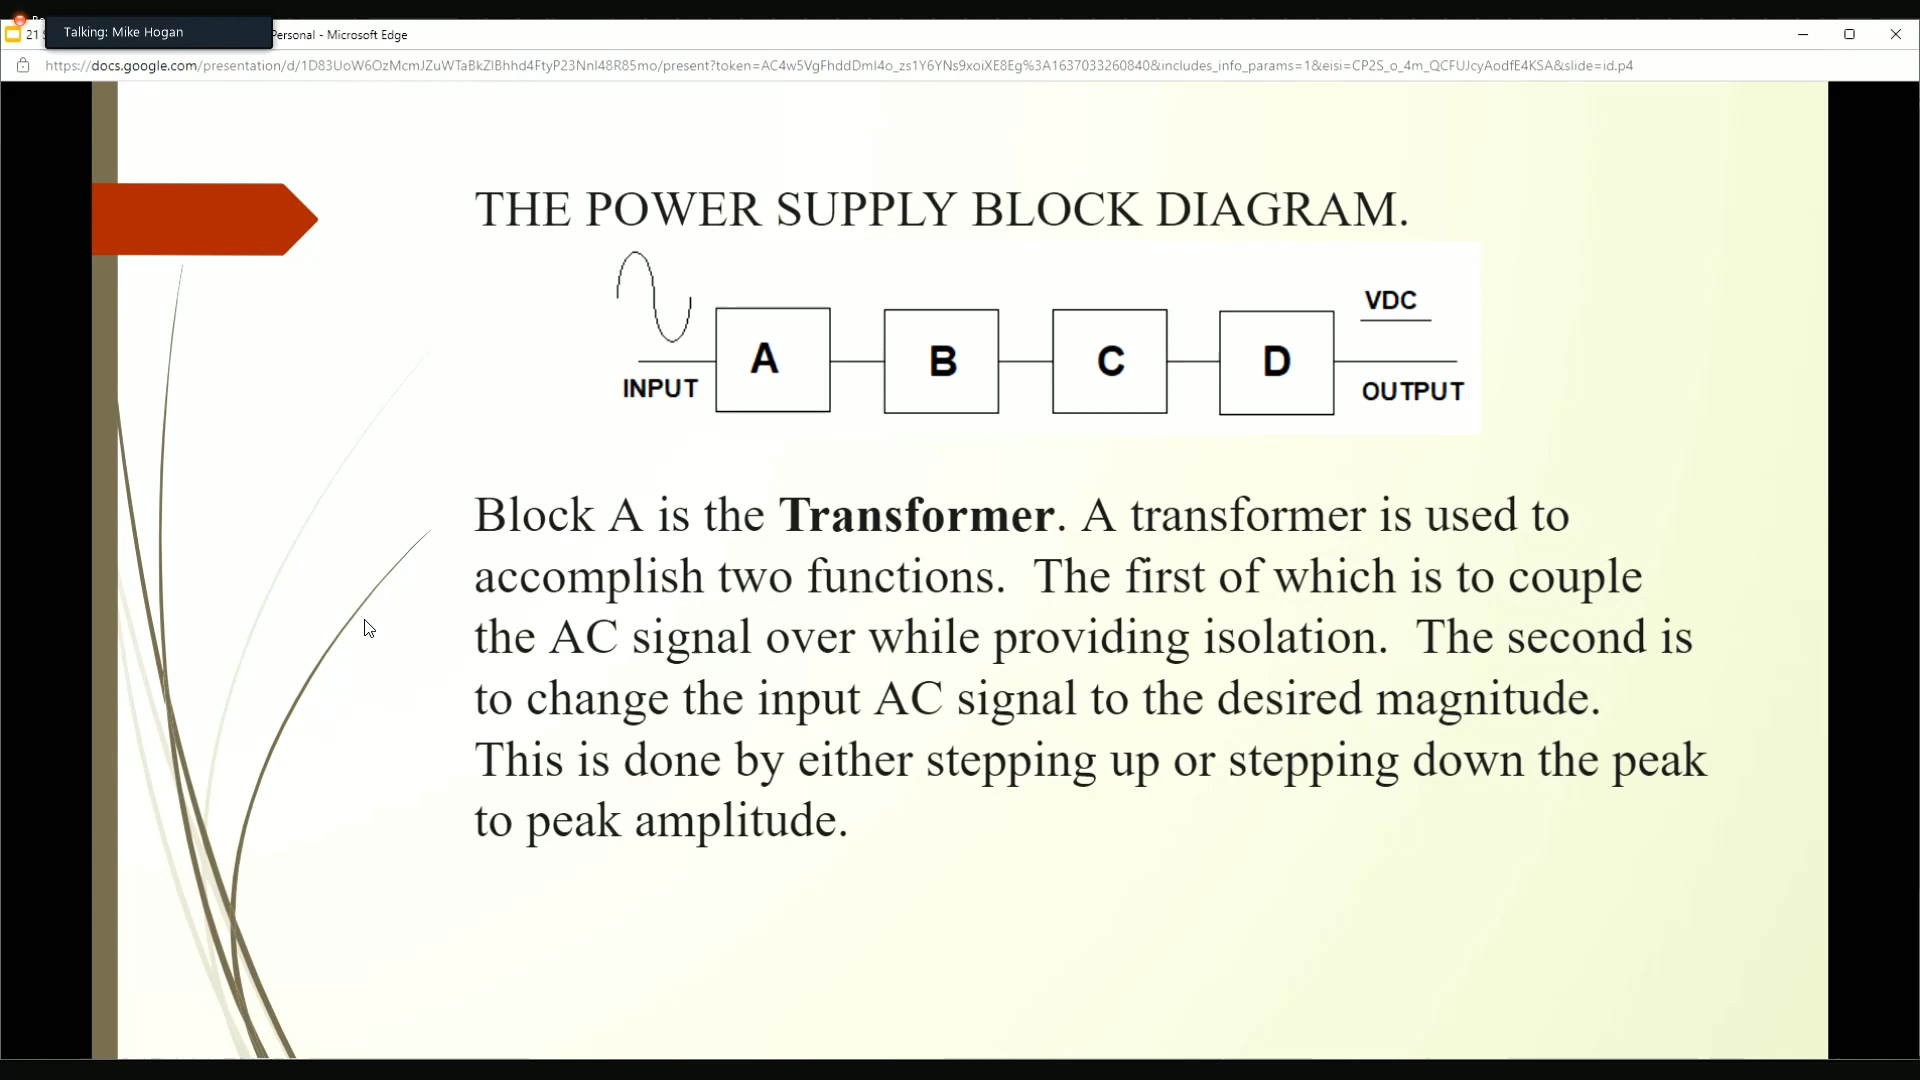 Talking: Mike Hogan
21
Personal - Microsoft Edge
https://docs.google.com/presentation/d/1D83UoW6OzMcmJZuWTaBkZlBhhd4FtyP23NnI48R85mo/present?token=AC4w5VgFhddDmI4o_zs1Y6YNs9xoiXE8Eg%3A1637033260840&includes_info_params=1&eisi=CP2S_o_4m_QCFUJcyAodfE4KSA&slide=id.p4
THE POWER SUPPLY BLOCK DIAGRAM.
VDC
A B C D
INPUT OUTPUT
Block A is the Transformer. A transformer is used to
accomplish two functions. The first of which is to couple
the AC signal over while providing isolation. The second is
to change the input AC signal to the desired magnitude.
This is done by either stepping up or stepping down the peak
to peak amplitude.